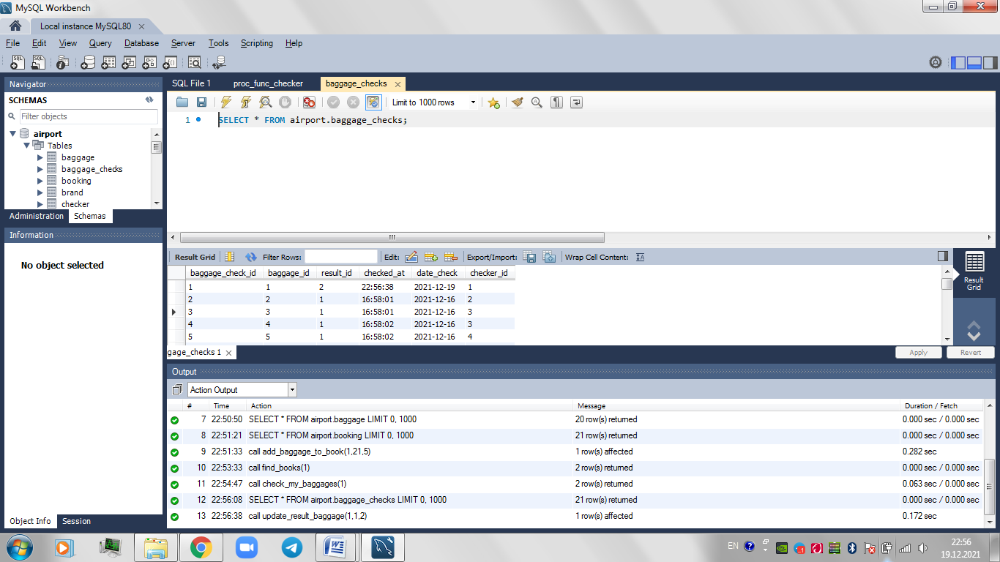 MySQL Workbench
Local instance MySQL80
File Edit View Query Database Server Tools Scripting Help
Navigator
SCHEMAS
Filter objects
airport
Tables
baggage
baggage_checks
booking
brand
checker
Administration Schemas
Information
No object selected
Object Info Session
SQL File 1 proc_func_checker baggage_checks
Limit to 1000 rows
1 SELECT * FROM airport.baggage_checks;
Result Grid Filter Rows: Edit: Export/Import: Wrap Cell Content:
baggage_check_id baggage_id result_id checked_at date_check checker_id
1 1 2 22:56:38 2021-12-19 1
2 2 1 16:58:01 2021-12-16 2
3 3 1 16:58:01 2021-12-16 3
4 4 1 16:58:02 2021-12-16 3
5 5 1 16:58:02 2021-12-16 4
Result
Grid
gage_checks 1
Apply Revert
Output
Action Output
# Time Action Message Duration / Fetch
7 22:50:50 SELECT * FROM airport.baggage LIMIT 0, 1000 20 row(s) returned 0.000 sec / 0.000 sec
8 22:51:21 SELECT * FROM airport.booking LIMIT 0, 1000 21 row(s) returned 0.000 sec / 0.000 sec
9 22:51:33 call add_baggage_to_book(1,21,5) 1 row(s) affected 0.282 sec
10 22:53:33 call find_books(1) 2 row(s) returned 0.000 sec / 0.000 sec
11 22:54:47 call check_my_baggages(1) 2 row(s) returned 0.063 sec / 0.000 sec
12 22:56:08 SELECT * FROM airport.baggage_checks LIMIT 0, 1000 21 row(s) returned 0.000 sec / 0.000 sec
13 22:56:38 call update_result_baggage(1,1,2) 1 row(s) affected 0.172 sec
EN
22:56
19.12.2021